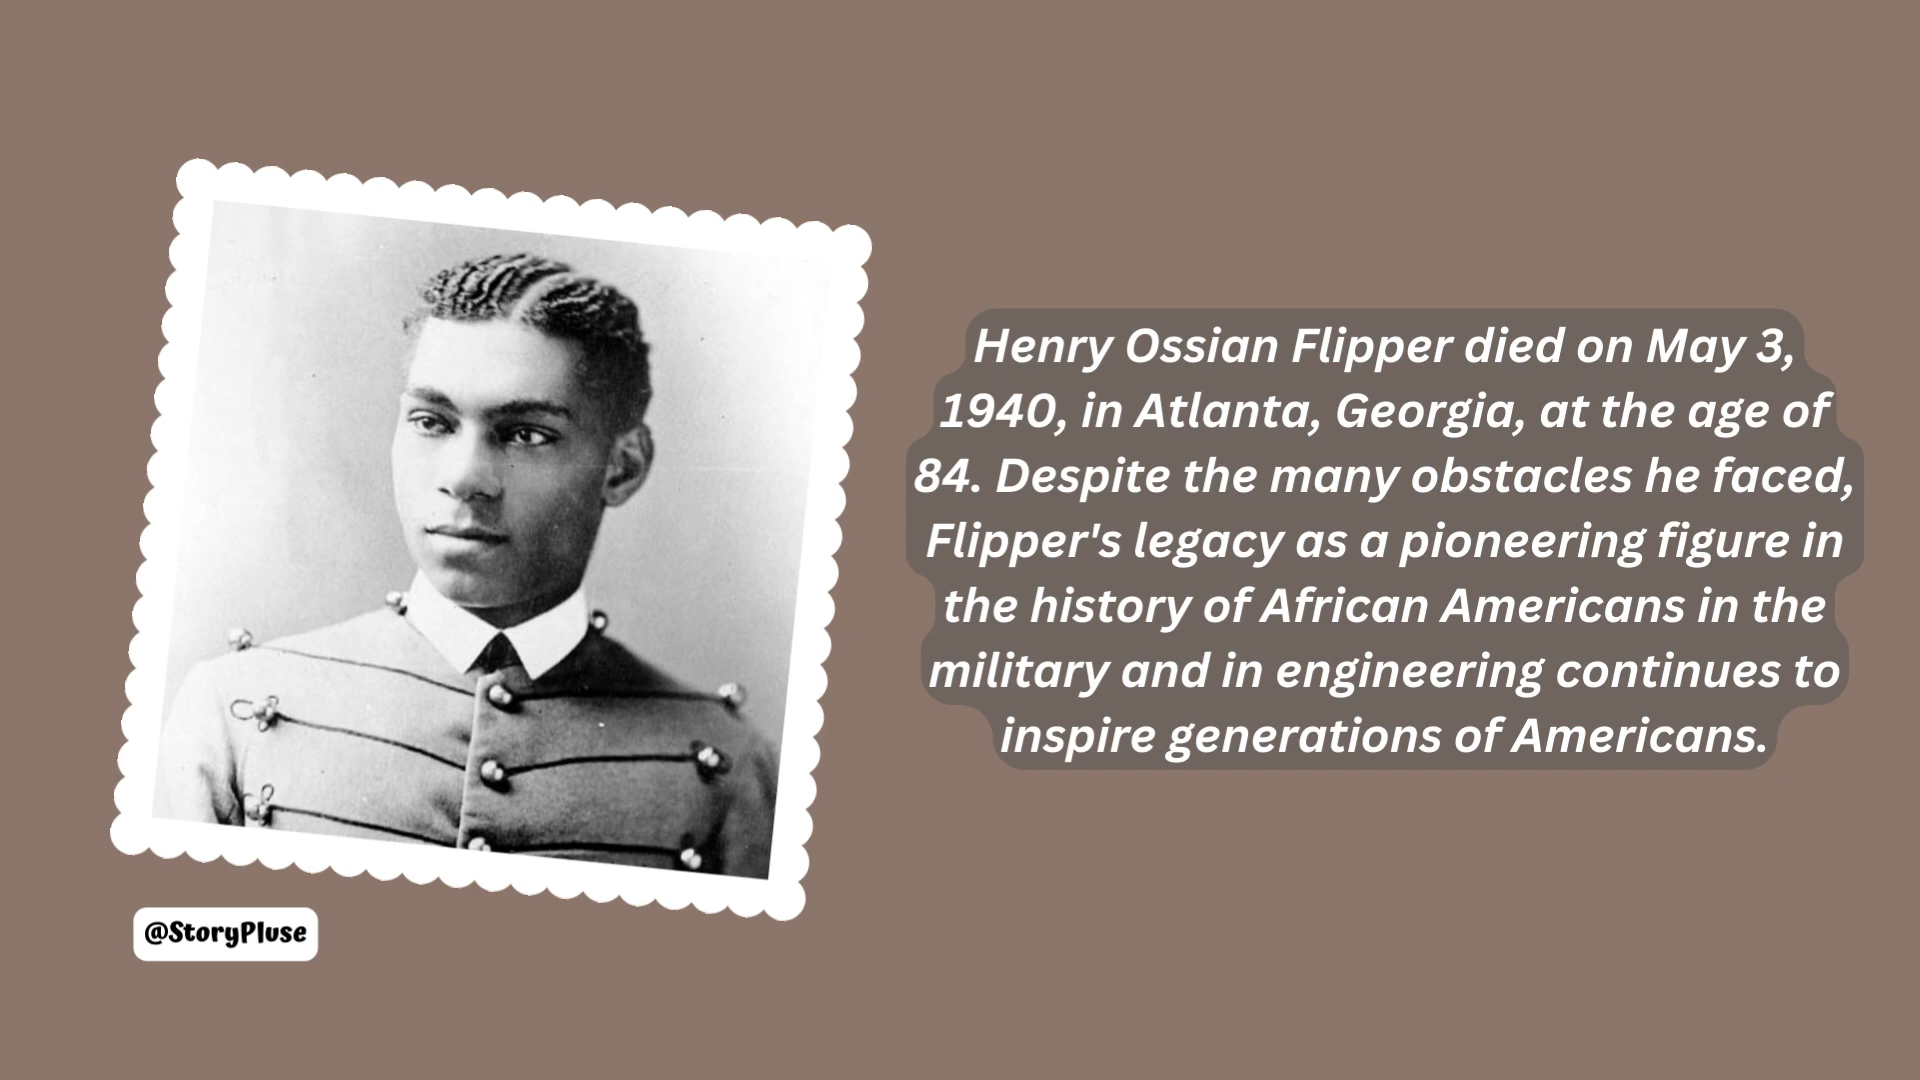 Henry Ossian Flipper died on May 3,
1940, in Atlanta, Georgia, at the age of
84. Despite the many obstacles he faced,
Flipper's legacy as a pioneering figure in
the history of African Americans in the
military and in engineering continues to
inspire generations of Americans.
@StoryPluse